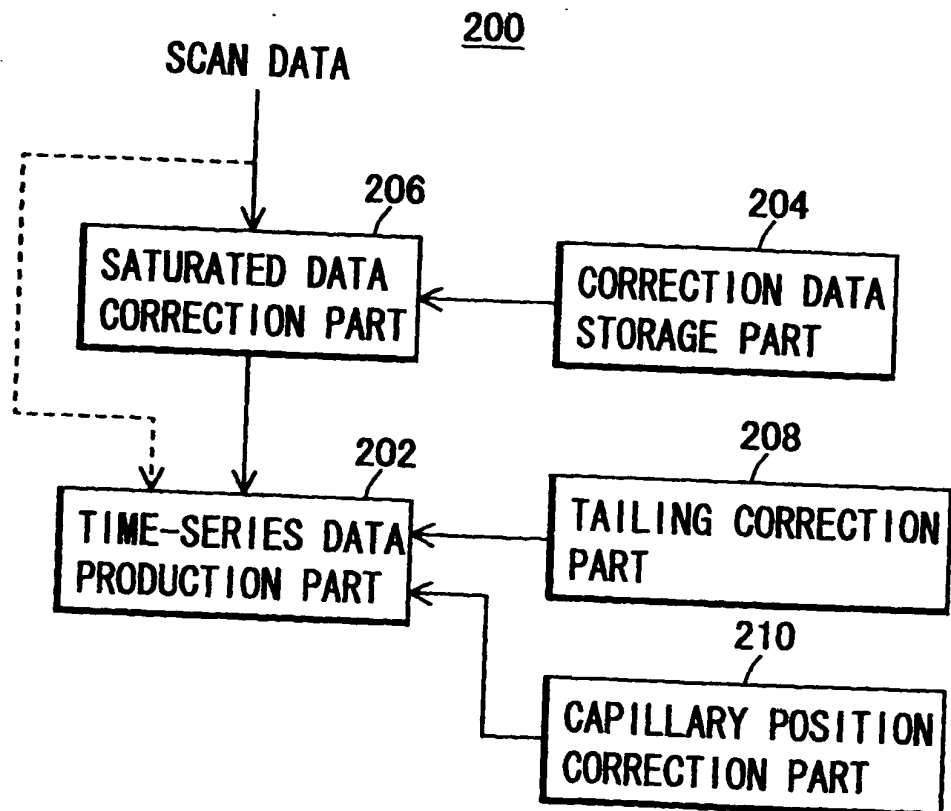 200
SCAN DATA
206
SATURATED DATA
CORRECTION PART
204
CORRECTION DATA
STORAGE PART
202
TIME-SERIES DATA
PRODUCTION PART
208
TAILING CORRECTION
PART
210
CAPILLARY POSITION
CORRECTION PART